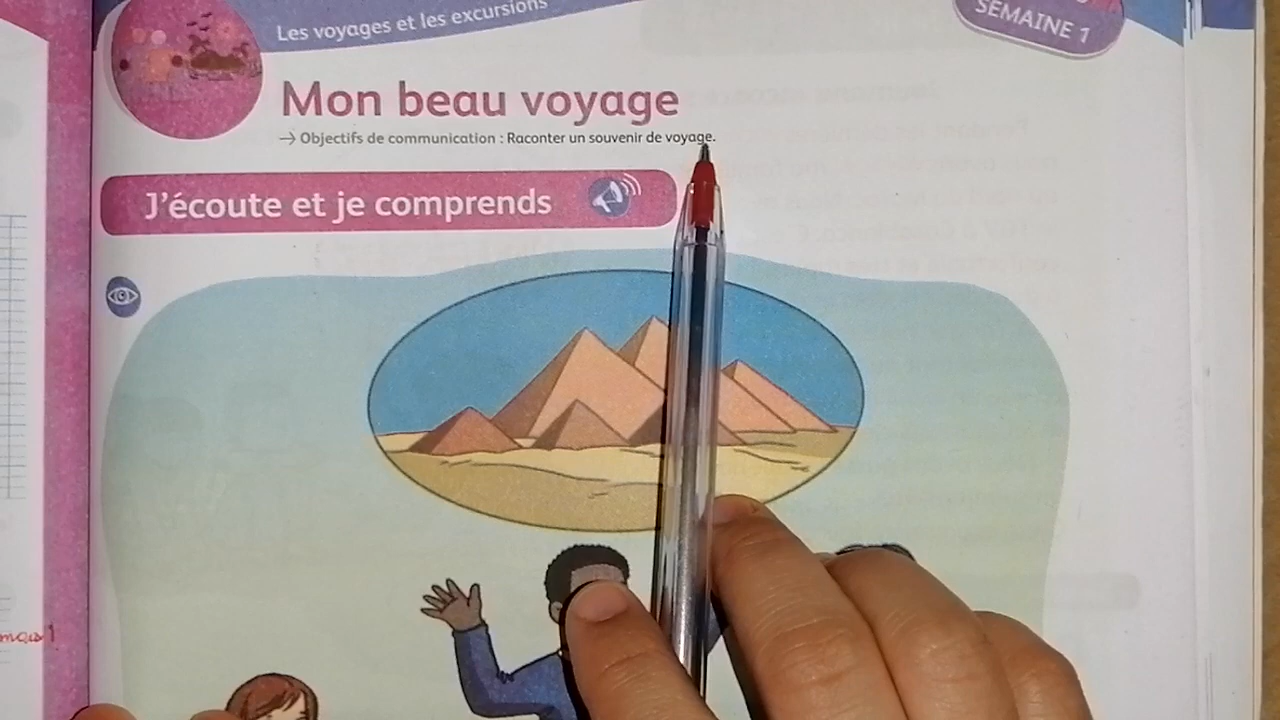 Les voyages et les excursions
SEMAINE 1
Mon beau voyage
→ Objectifs de communication : Raconter un souvenir de voyage.
J'écoute et je comprends